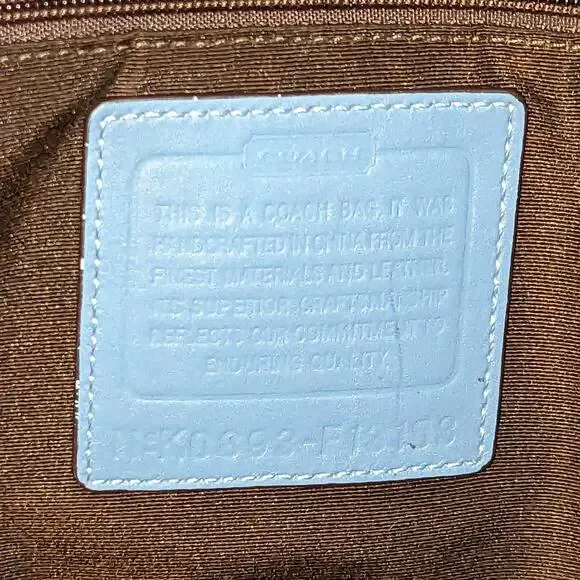 COACH
THIS IS A COACH BAG. IT WAS
HANDCRAFTED IN CHINA FROM THE
FINEST MATERIALS AND LEATHER.
ITS SUPERIOR CRAFTSMANSHIP
REFLECTS OUR COMMITMENT TO
ENDURING QUALITY.